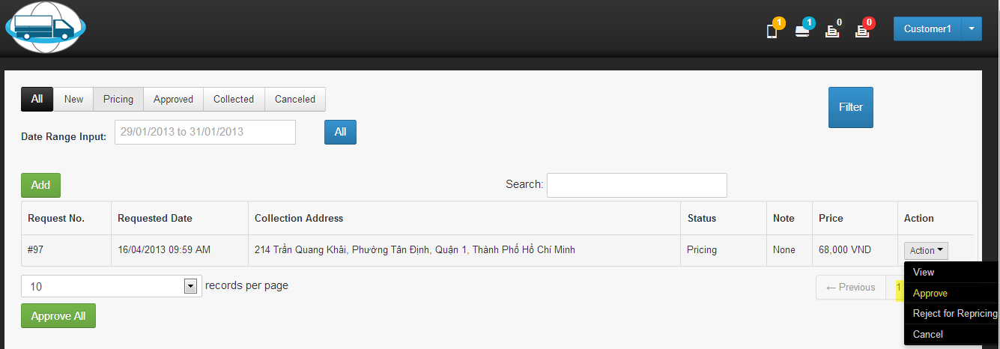 1 1 0 0 Customer1
All New Pricing Approved Collected Canceled Filter
Date Range Input: 29/01/2013 to 31/01/2013 All
Add Search:
Request No. Requested Date Collection Address Status Note Price Action
#97 16/04/2013 09:59 AM 214 Trần Quang Khải, Phường Tân Định, Quận 1, Thành Phố Hồ Chí Minh Pricing None 68,000 VND Action
View
10 records per page ← Previous 1
Approve
Approve All Reject for Repricing
Cancel